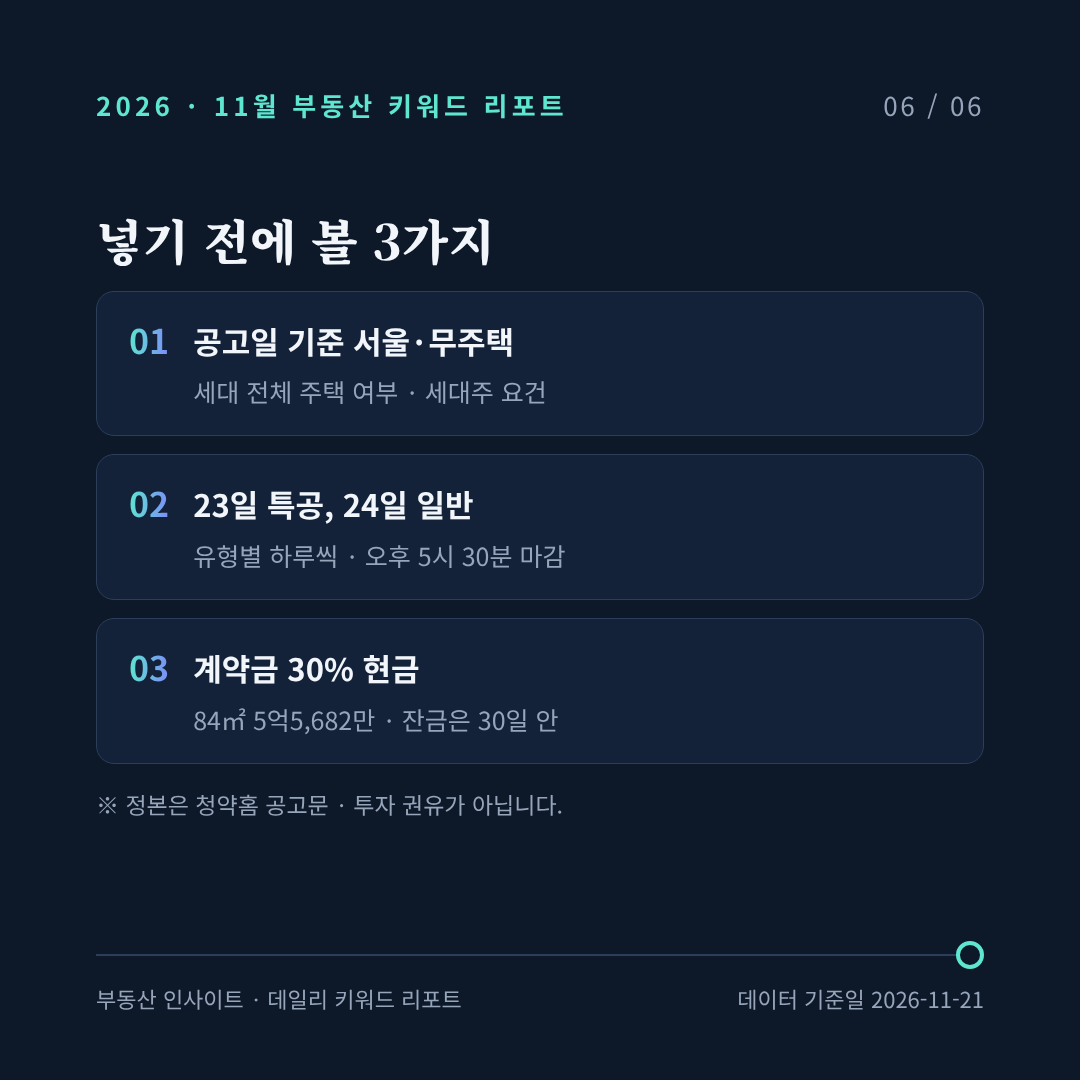 2026 · 11월 부동산 키워드 리포트
06 / 06
넣기 전에 볼 3가지
01 공고일 기준 서울·무주택
세대 전체 주택 여부 · 세대주 요건
02 23일 특공, 24일 일반
유형별 하루씩 · 오후 5시 30분 마감
03 계약금 30% 현금
84㎡ 5억5,682만 · 잔금은 30일 안
※ 정본은 청약홈 공고문 · 투자 권유가 아닙니다.
부동산 인사이트 · 데일리 키워드 리포트
데이터 기준일 2026-11-21